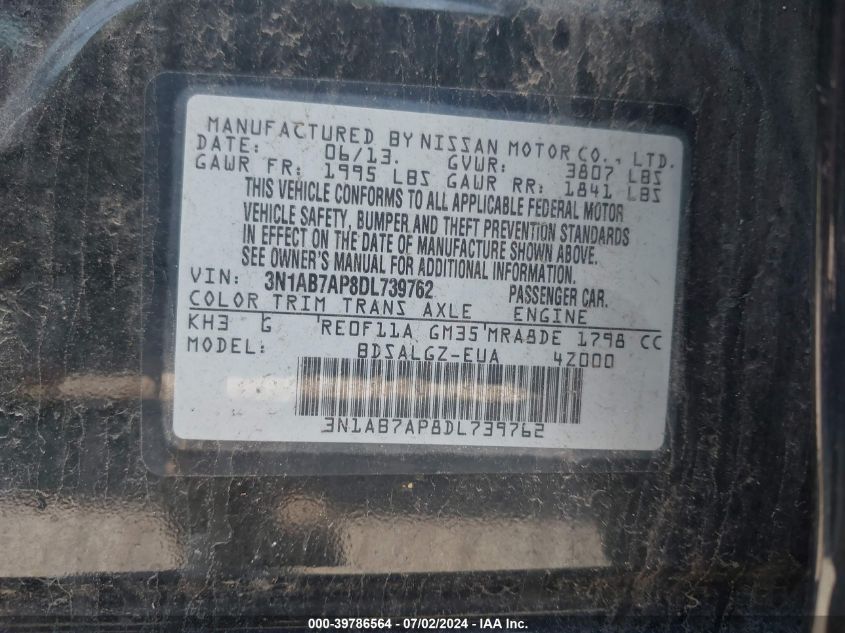 MANUFACTURED BY NISSAN MOTOR CO., LTD.
DATE: 06/13. GVWR: 3807 LBS
GAWR FR: 1995 LBS GAWR RR: 1841 LBS
THIS VEHICLE CONFORMS TO ALL APPLICABLE FEDERAL MOTOR
VEHICLE SAFETY, BUMPER AND THEFT PREVENTION STANDARDS
IN EFFECT ON THE DATE OF MANUFACTURE SHOWN ABOVE.
SEE OWNER'S MANUAL FOR ADDITIONAL INFORMATION.
VIN: 3N1AB7AP8DL739762 PASSENGER CAR.
COLOR TRIM TRANS AXLE ENGINE
KH3 G RE0F11A GM35 MRA8DE 1798 CC
MODEL: BDSALGZ-EUA 42000
3N1AB7AP8DL739762
000-39786564 - 07/02/2024 - IAA Inc.